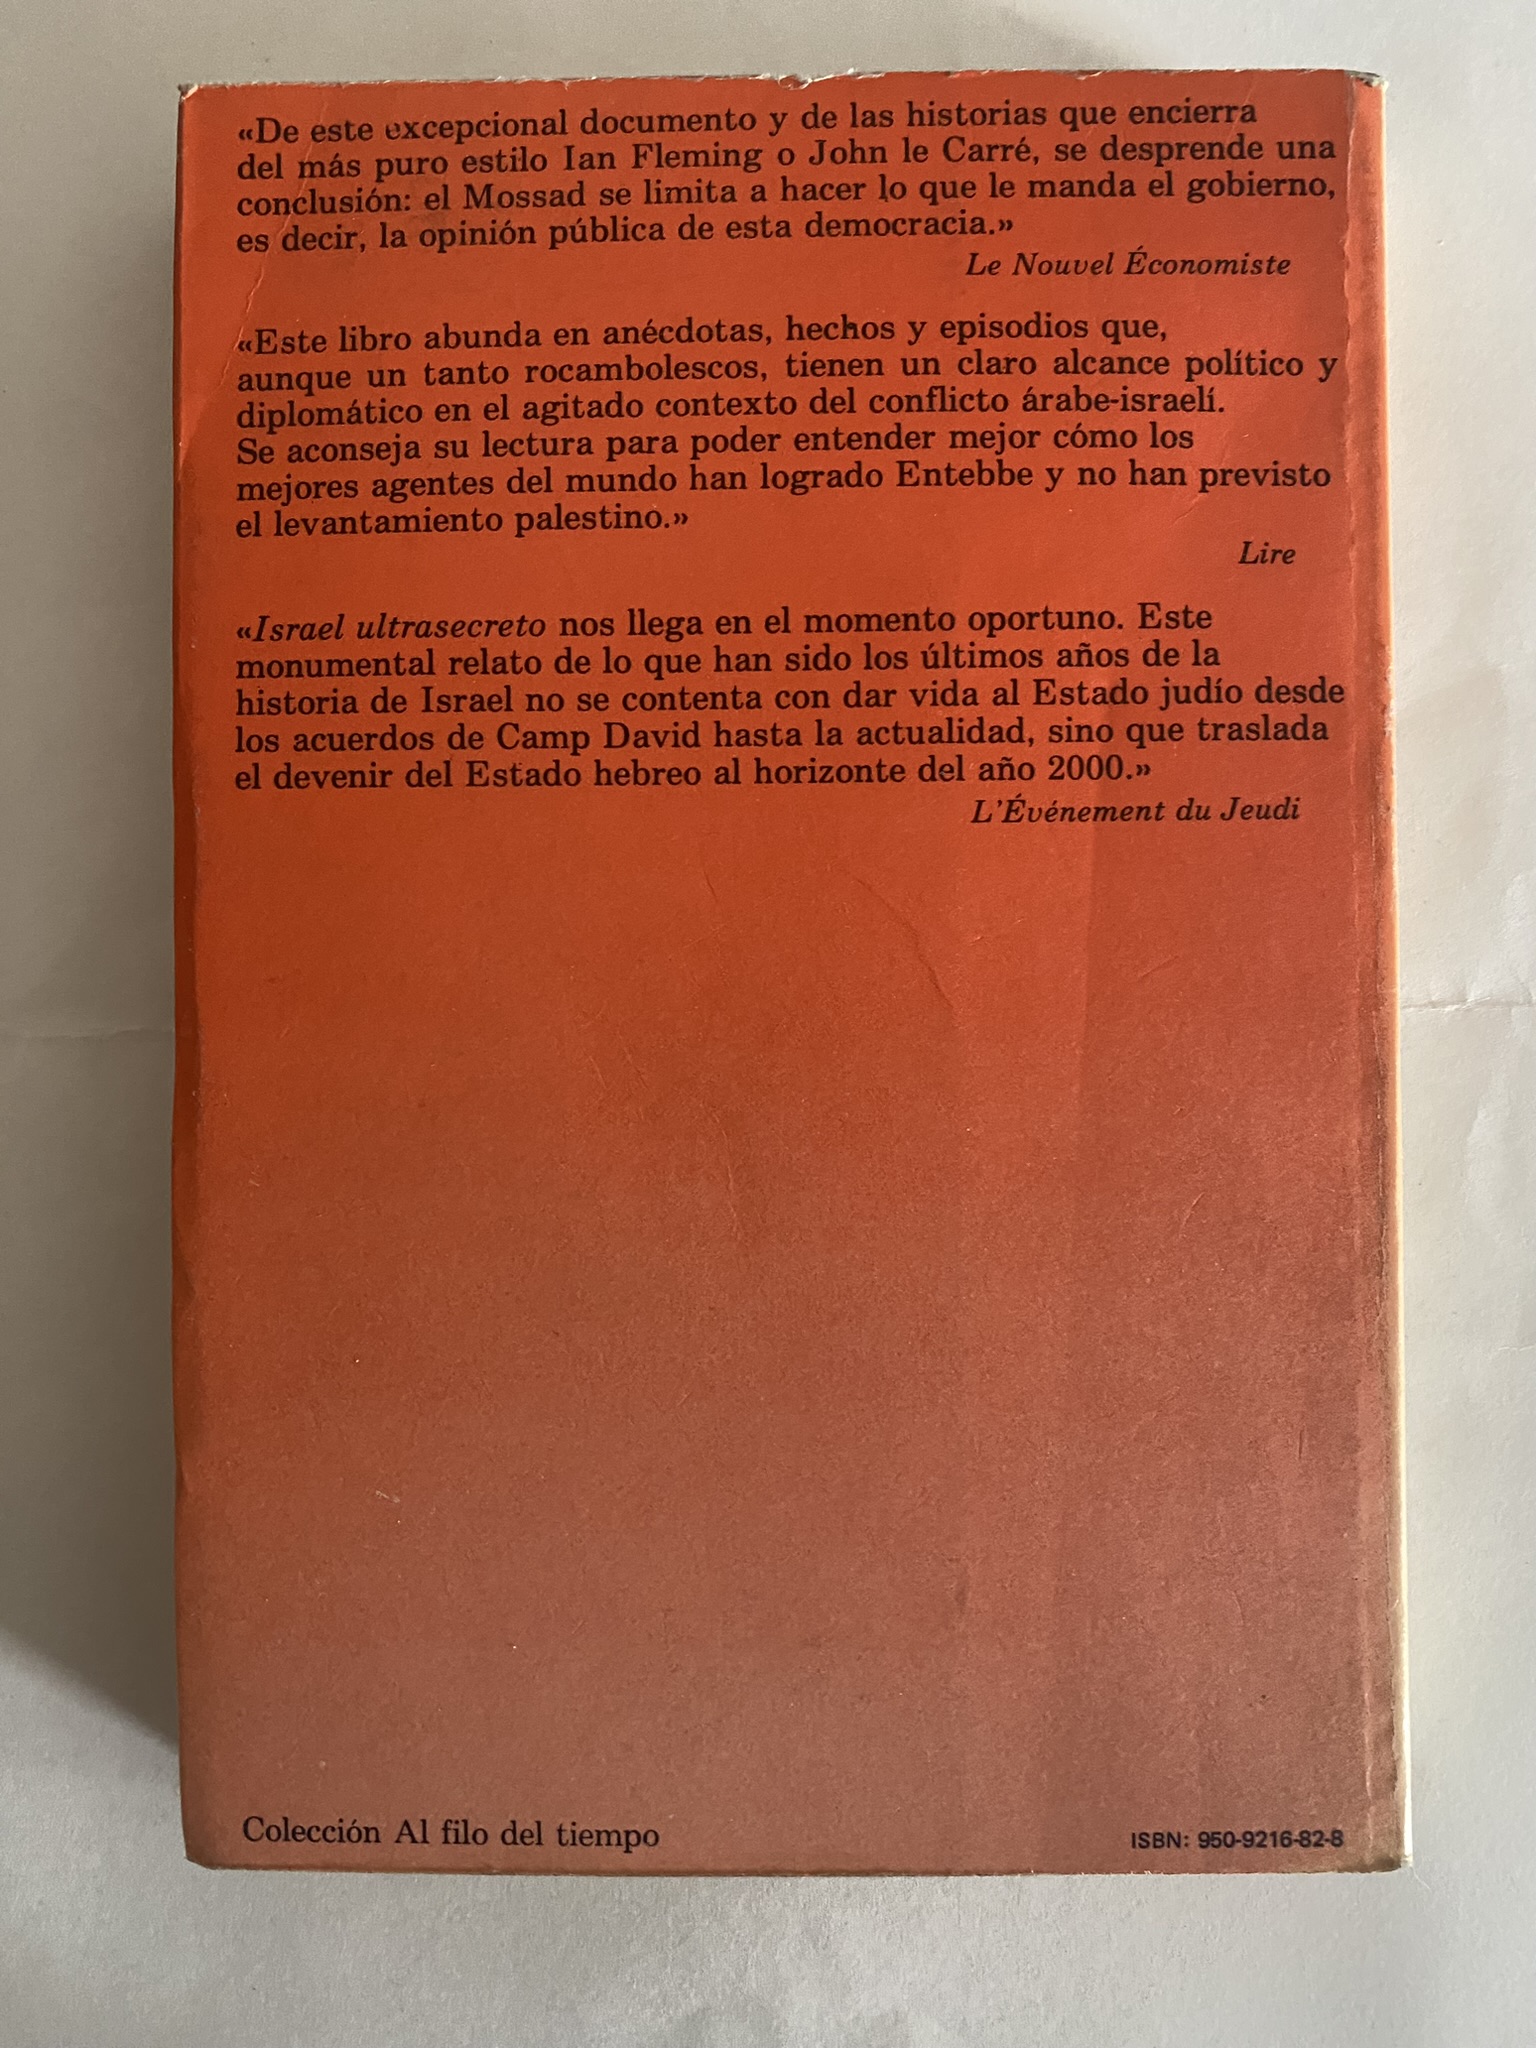 «De este excepcional documento y de las historias que encierra
del más puro estilo Ian Fleming o John le Carré, se desprende una
conclusión: el Mossad se limita a hacer lo que le manda el gobierno,
es decir, la opinión pública de esta democracia.»
Le Nouvel Économiste
«Este libro abunda en anécdotas, hechos y episodios que,
aunque un tanto rocambolescos, tienen un claro alcance político y
diplomático en el agitado contexto del conflicto árabe-israelí.
Se aconseja su lectura para poder entender mejor cómo los
mejores agentes del mundo han logrado Entebbe y no han previsto
el levantamiento palestino.»
Lire
«Israel ultrasecreto nos llega en el momento oportuno. Este
monumental relato de lo que han sido los últimos años de la
historia de Israel no se contenta con dar vida al Estado judío desde
los acuerdos de Camp David hasta la actualidad, sino que traslada
el devenir del Estado hebreo al horizonte del año 2000.»
L'Événement du Jeudi
Colección Al filo del tiempo
ISBN: 950-9216-82-8